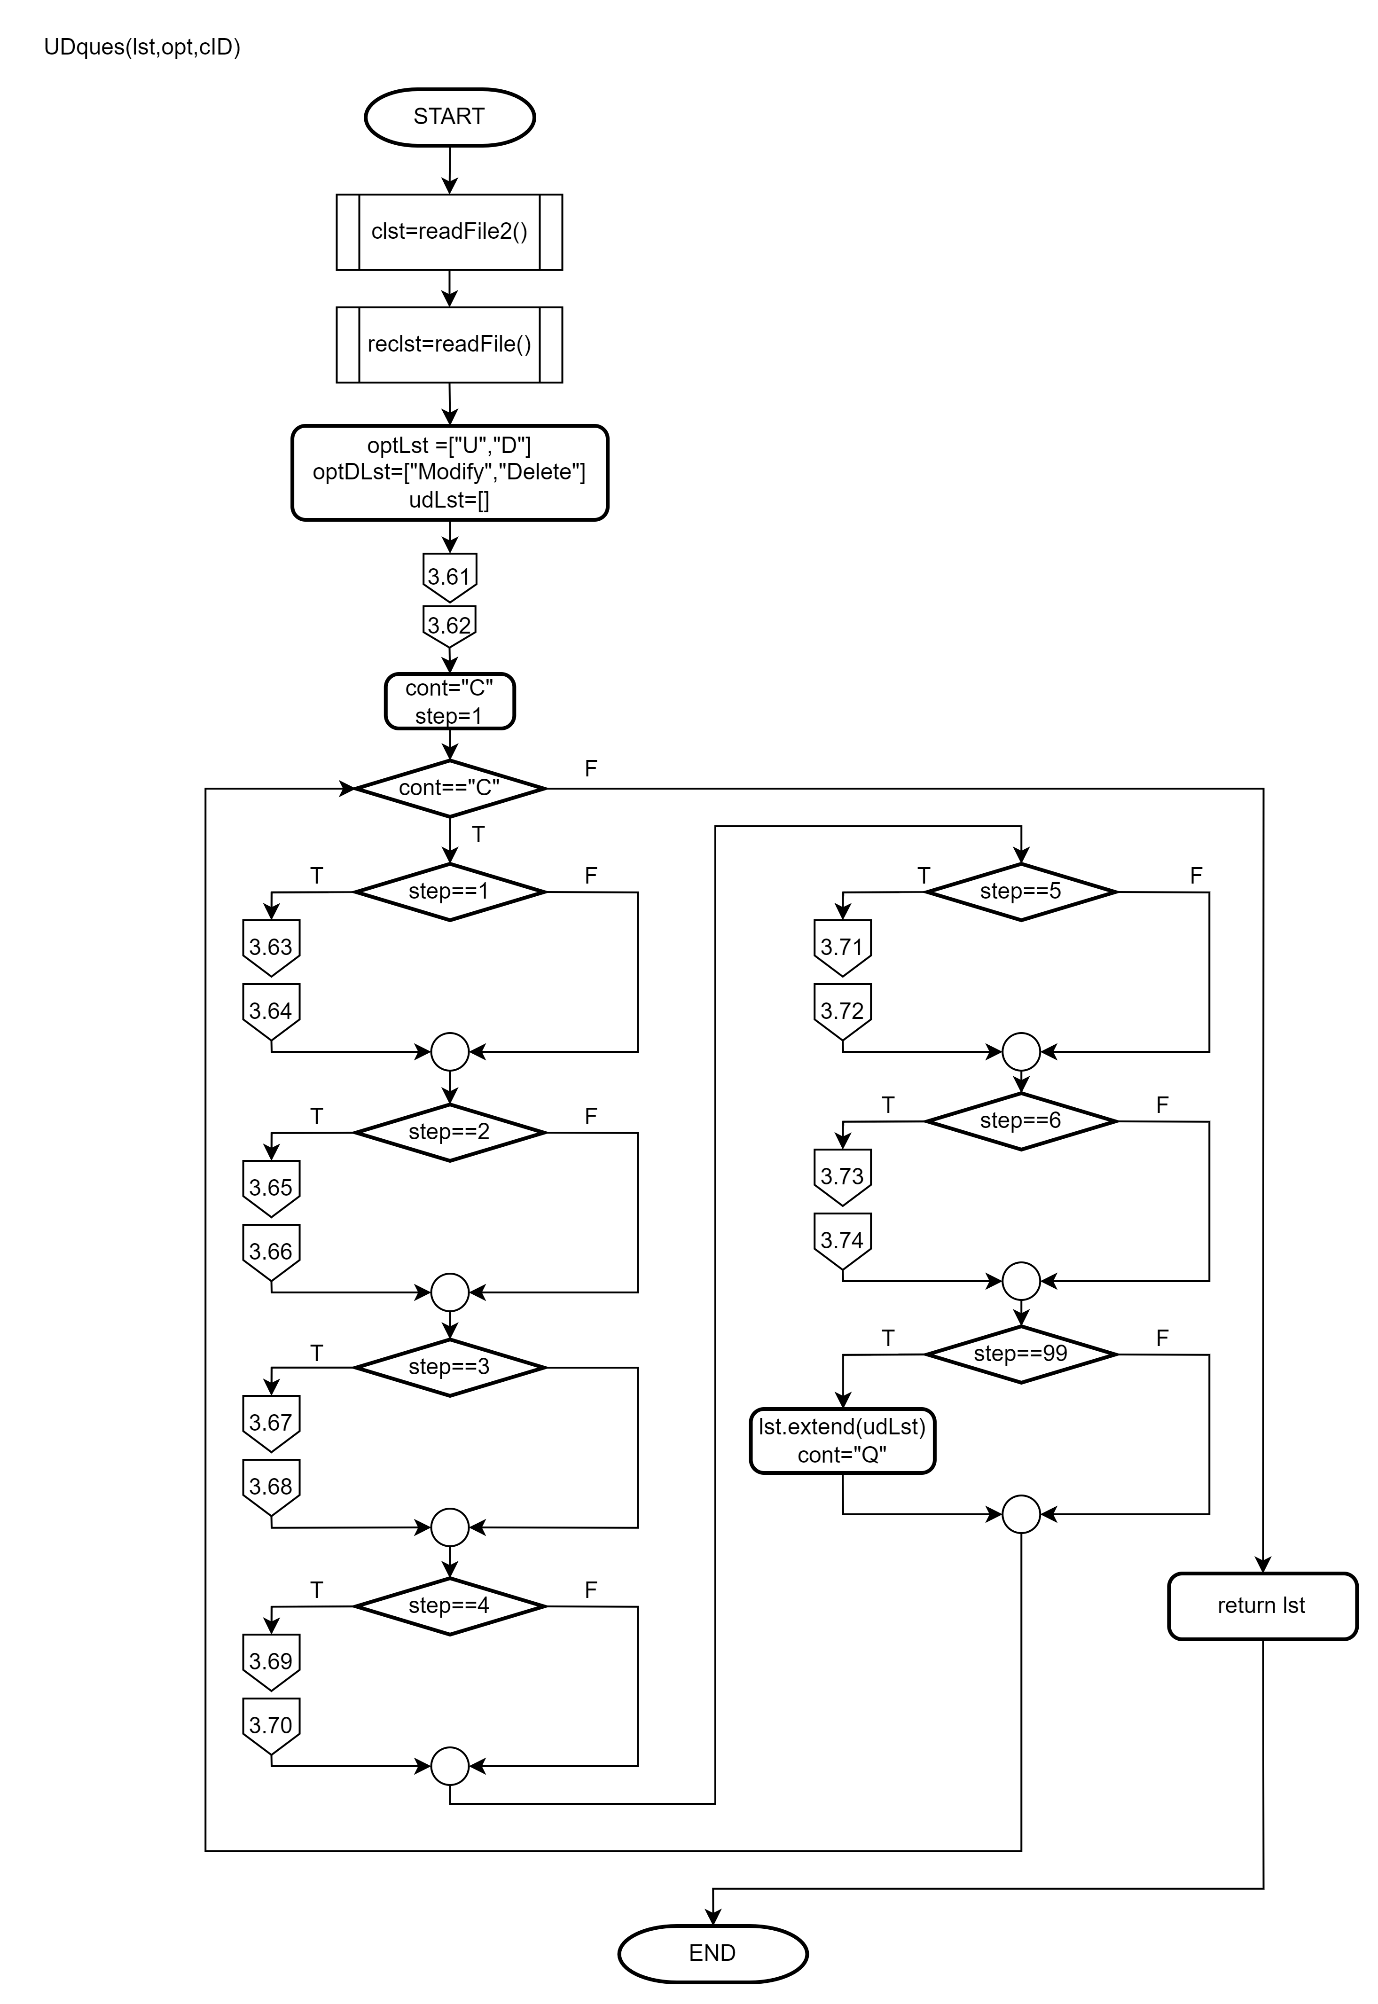 UDques(lst,opt,cID)
START
clst=readFile2()
reclst=readFile()
optLst =["U","D"]
optDLst=["Modify","Delete"]
udLst=[]
3.61
3.62
cont="C"
step=1
cont=="C"
F
T
T
step==1
F
3.63
3.64
T
step==2
F
3.65
3.66
T
step==3
3.67
3.68
T
step==4
F
3.69
3.70
T
step==5
F
3.71
3.72
T
step==6
F
3.73
3.74
T
step==99
F
lst.extend(udLst)
cont="Q"
return lst
END